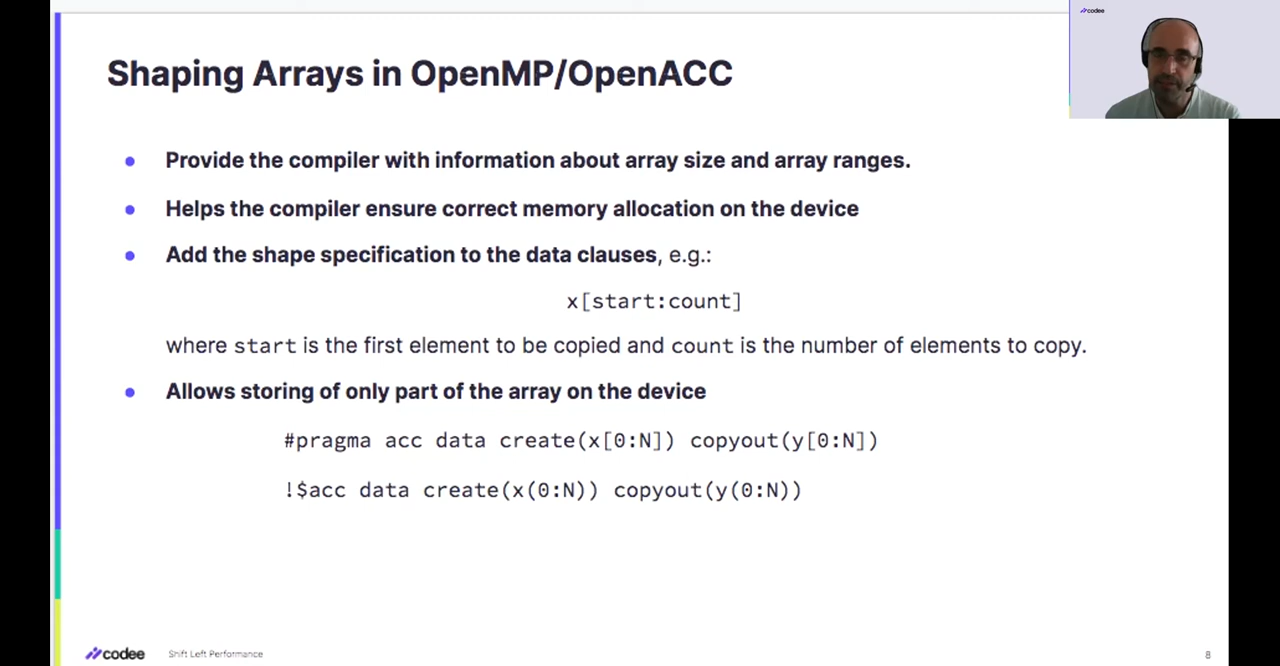 codee
Shaping Arrays in OpenMP/OpenACC
● Provide the compiler with information about array size and array ranges.
● Helps the compiler ensure correct memory allocation on the device
● Add the shape specification to the data clauses, e.g.:
x[start:count]
where start is the first element to be copied and count is the number of elements to copy.
● Allows storing of only part of the array on the device
#pragma acc data create(x[0:N]) copyout(y[0:N])
!$acc data create(x(0:N)) copyout(y(0:N))
codee Shift Left Performance 8